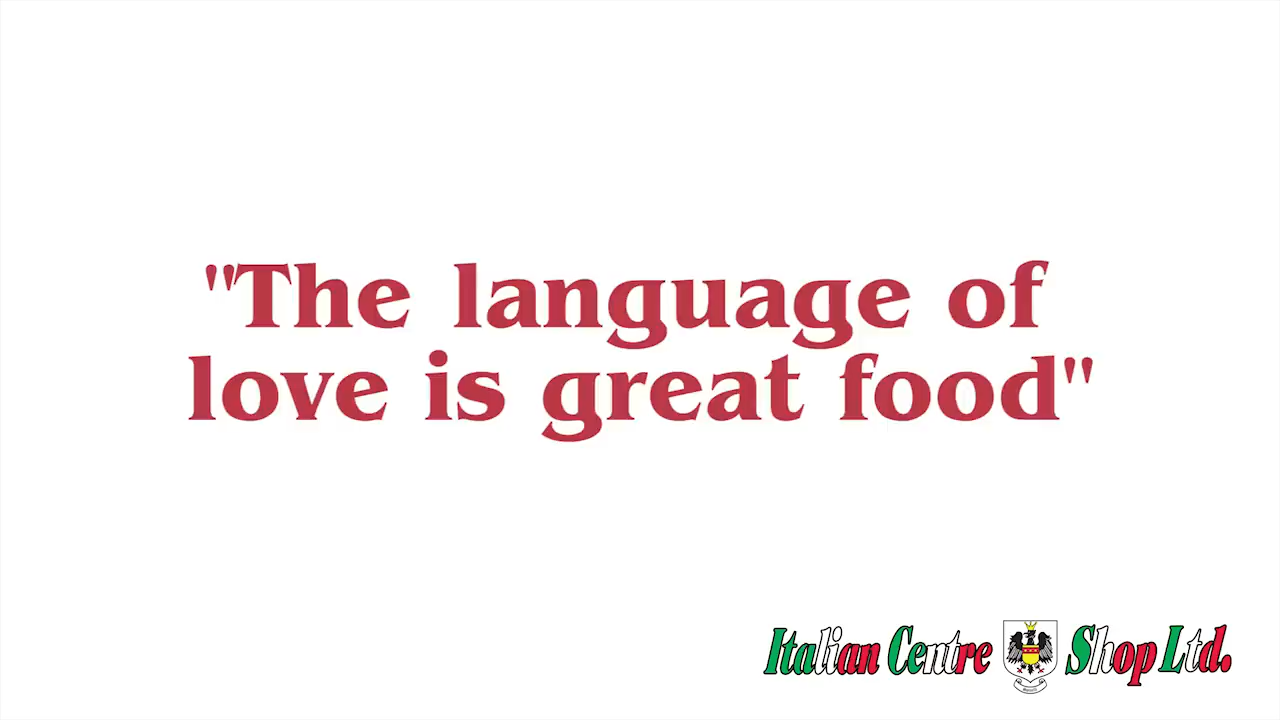 "The language of
love is great food"
Italian Centre Shop Ltd.